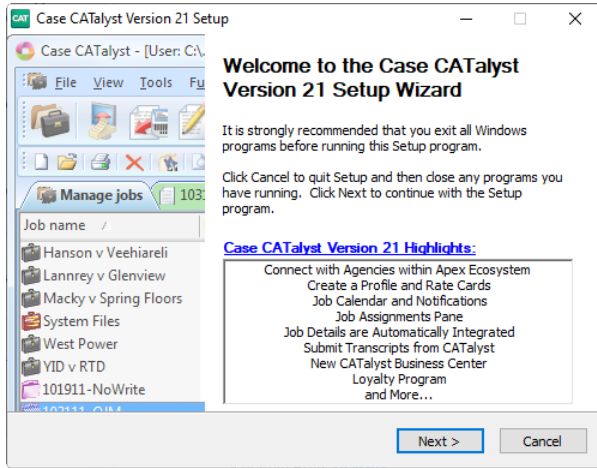 CAT Case CATalyst Version 21 Setup
Case CATalyst - [User: C:\
File View Tools Fu
Manage jobs 103
Job name
Hanson v Veehiareli
Lannrey v Glenview
Macky v Spring Floors
System Files
West Power
YID v RTD
101911-NoWrite
Welcome to the Case CATalyst
Version 21 Setup Wizard
It is strongly recommended that you exit all Windows
programs before running this Setup program.
Click Cancel to quit Setup and then close any programs you
have running. Click Next to continue with the Setup
program.
Case CATalyst Version 21 Highlights:
Connect with Agencies within Apex Ecosystem
Create a Profile and Rate Cards
Job Calendar and Notifications
Job Assignments Pane
Job Details are Automatically Integrated
Submit Transcripts from CATalyst
New CATalyst Business Center
Loyalty Program
and More...
Next >
Cancel